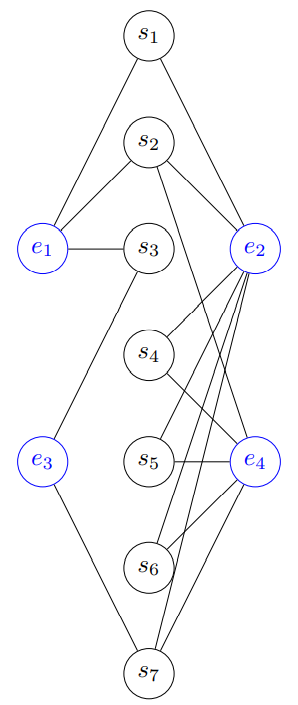 s₁
s₂
e₁ s₃ e₂
s₄
e₃ s₅ e₄
s₆
s₇